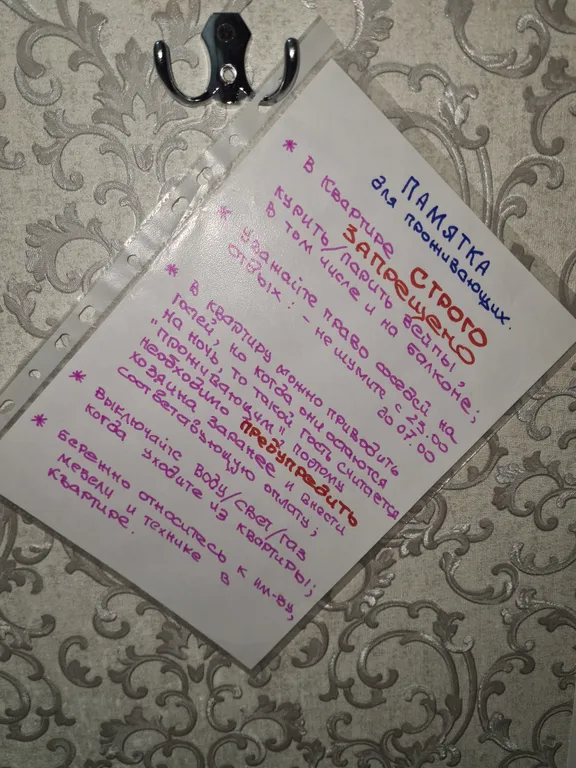 ПАМЯТКА
для проживающих.
* В квартире СТРОГО
ЗАПРЕЩЕНО
курить/парить вейпы,
в том числе и на балконе;
* уважайте право соседей на
отдых: - не шумите с 23.00
до 07.00
* В квартиру можно приводить
гостей, но когда они остаются
на ночь, то такой гость считается
"проживающим", поэтому
необходимо ПРЕДУПРЕДИТЬ
хозяина заранее и внести
соответствующую оплату;
* выключайте воду/свет/газ
когда уходите из квартиры;
* бережно относитесь к им-ву,
мебели и технике в
квартире.